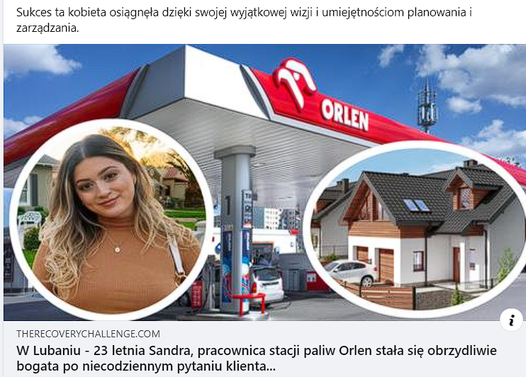 Sukces ta kobieta osiągnęła dzięki swojej wyjątkowej wizji i umiejętnościom planowania i
zarządzania.
ORLEN
1
THERECOVERYCHALLENGE.COM
W Lubaniu - 23 letnia Sandra, pracownica stacji paliw Orlen stała się obrzydliwie
bogata po niecodziennym pytaniu klienta...